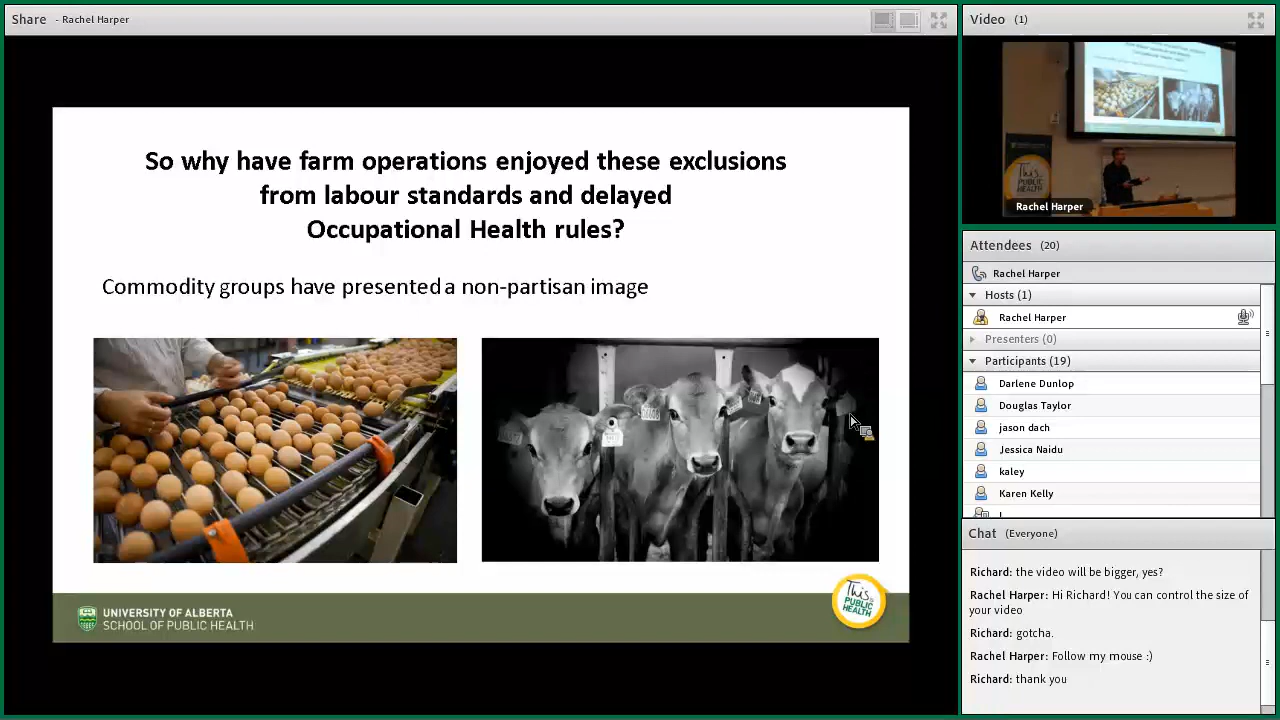 Share - Rachel Harper
So why have farm operations enjoyed these exclusions
from labour standards and delayed
Occupational Health rules?
Commodity groups have presented a non-partisan image
UNIVERSITY OF ALBERTA
SCHOOL OF PUBLIC HEALTH
This is
PUBLIC
HEALTH
Video (1)
This is
PUBLIC
HEALTH
Rachel Harper
Attendees (20)
Rachel Harper
Hosts (1)
Rachel Harper
Presenters (0)
Participants (19)
Darlene Dunlop
Douglas Taylor
jason dach
Jessica Naidu
kaley
Karen Kelly
Chat (Everyone)
Richard: the video will be bigger, yes?
Rachel Harper: Hi Richard! You can control the size of
your video
Richard: gotcha.
Rachel Harper: Follow my mouse :)
Richard: thank you